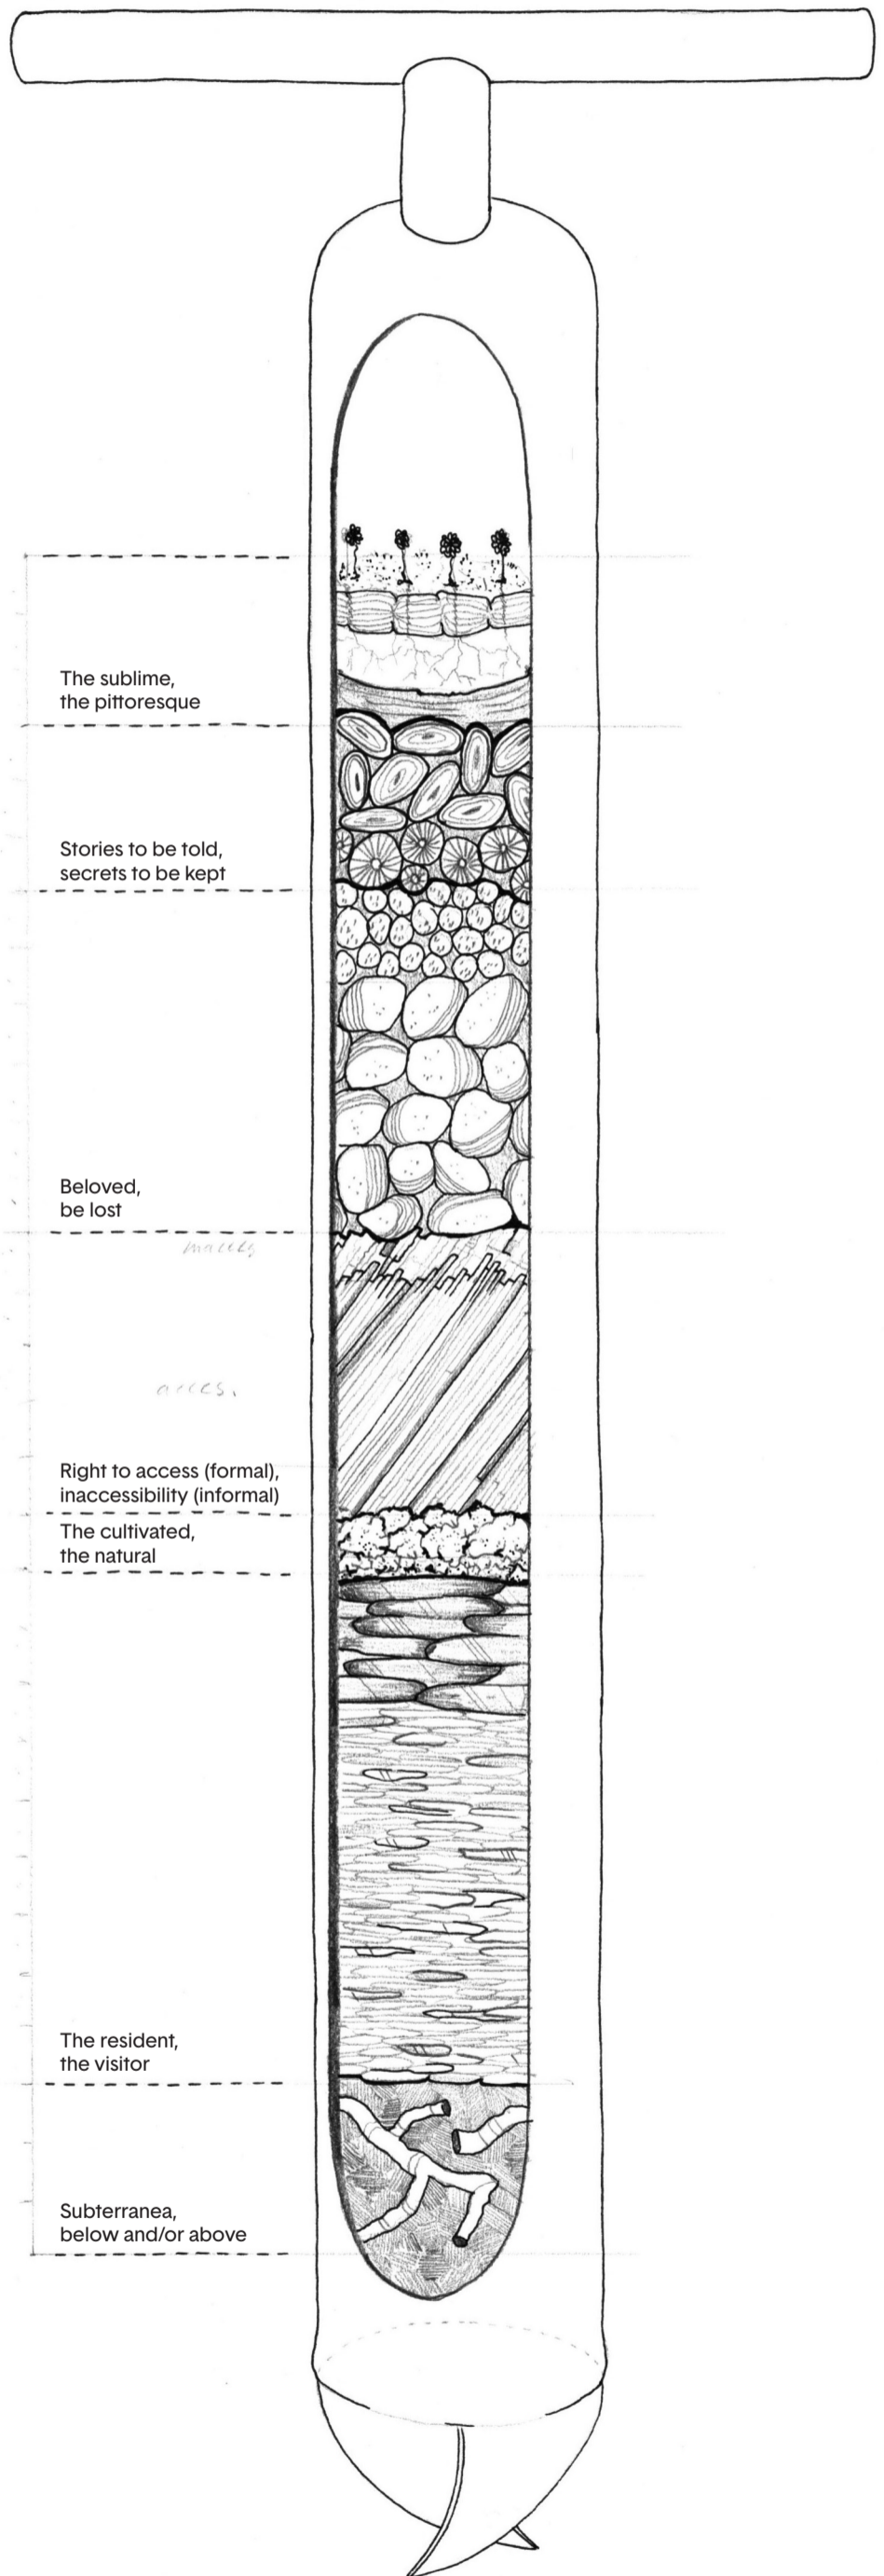 The sublime,
the pittoresque
Stories to be told,
secrets to be kept
Beloved,
be lost
acces.
Right to access (formal),
inaccessibility (informal)
The cultivated,
the natural
The resident,
the visitor
Subterranea,
below and/or above